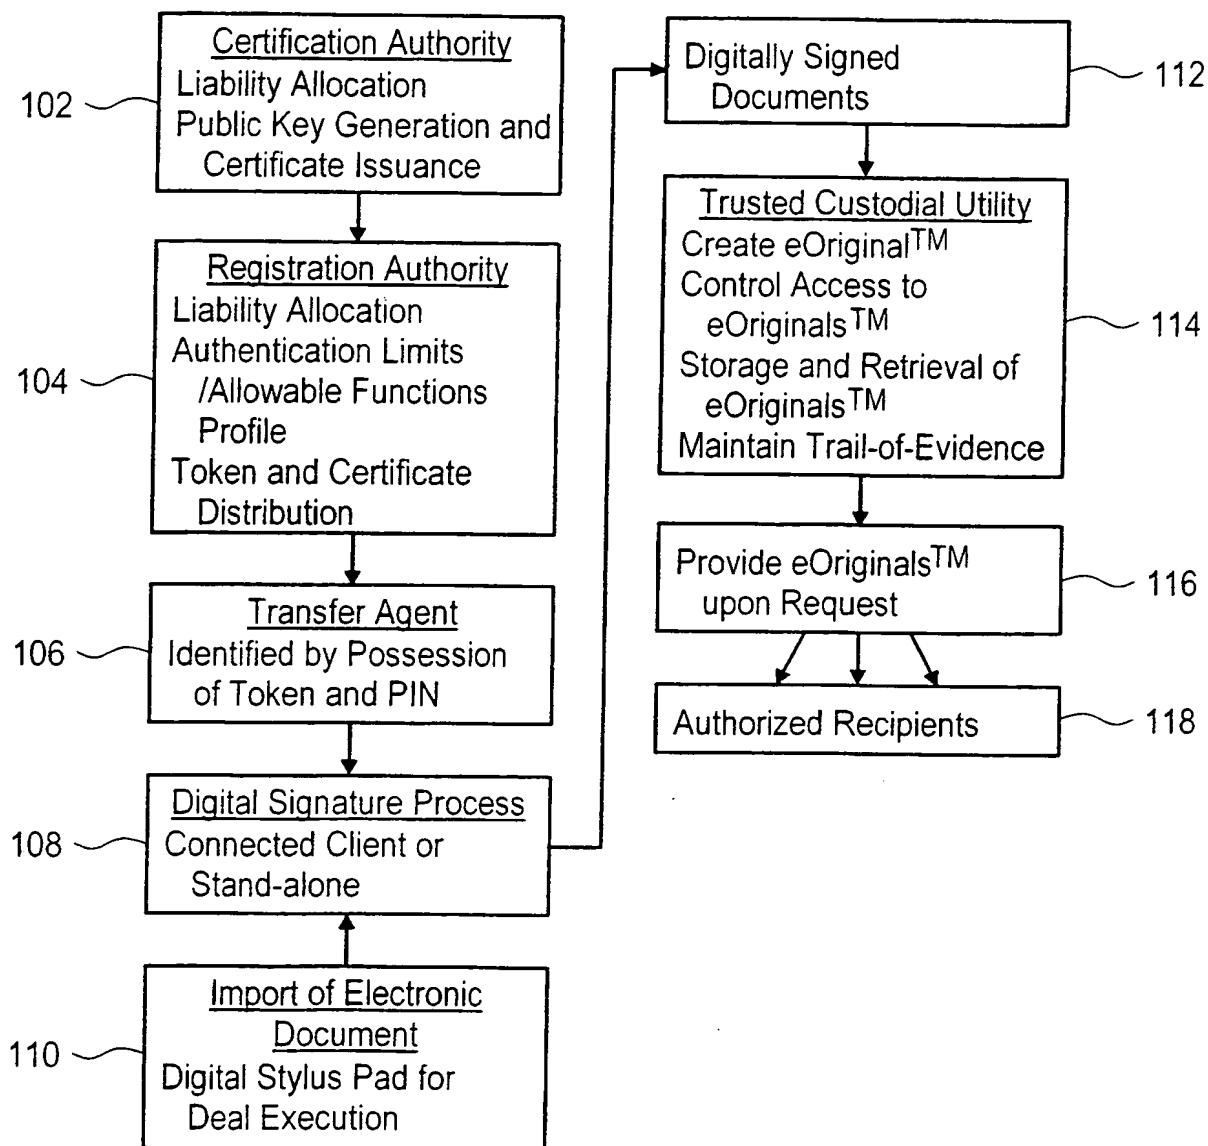 Certification Authority
Liability Allocation
Public Key Generation and
Certificate Issuance
102
Registration Authority
Liability Allocation
Authentication Limits
/Allowable Functions
Profile
Token and Certificate
Distribution
104
Transfer Agent
Identified by Possession
of Token and PIN
106
Digital Signature Process
Connected Client or
Stand-alone
108
Import of Electronic
Document
Digital Stylus Pad for
Deal Execution
110
Digitally Signed
Documents
112
Trusted Custodial Utility
Create eOriginal™
Control Access to
eOriginals™
Storage and Retrieval of
eOriginals™
Maintain Trail-of-Evidence
114
Provide eOriginals™
upon Request
116
Authorized Recipients
118